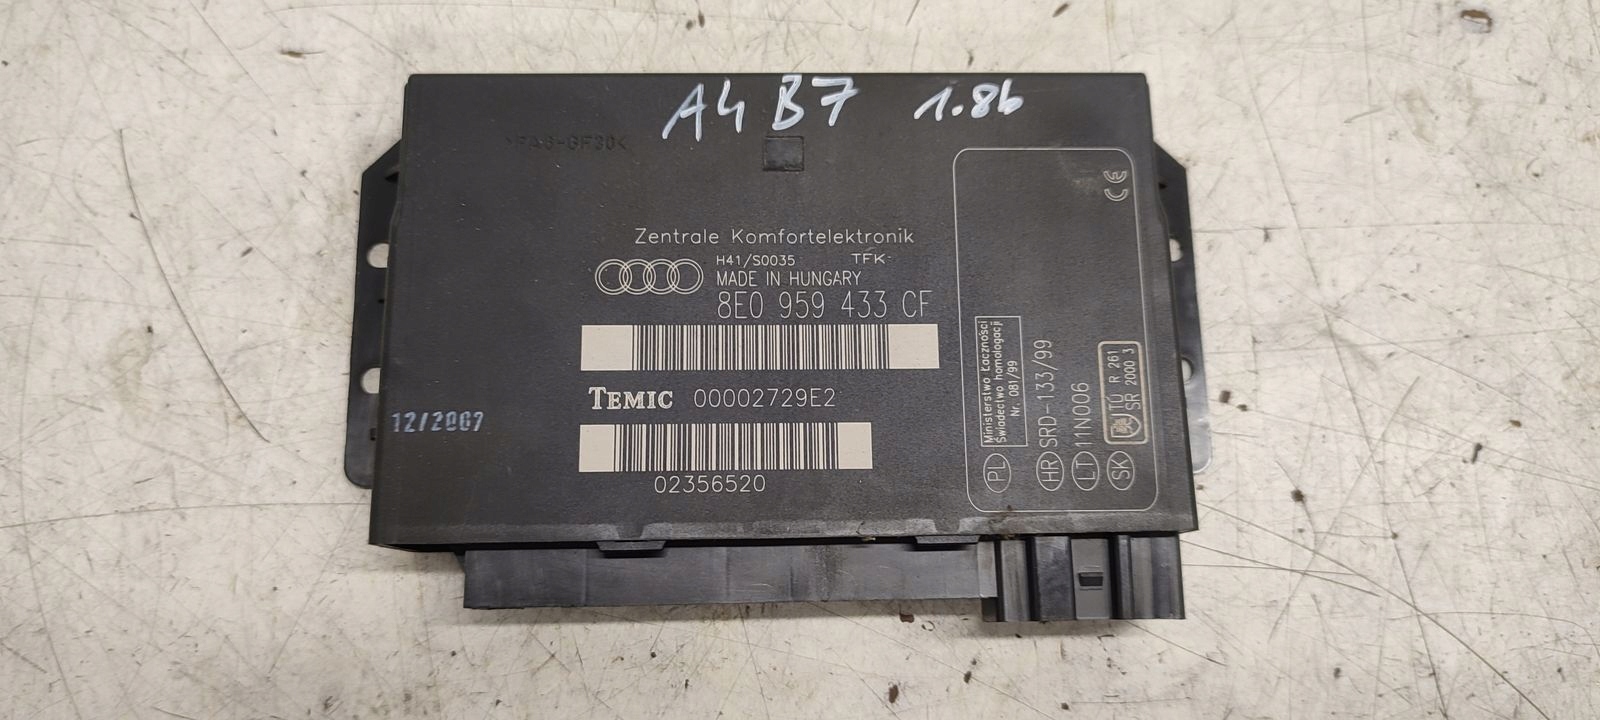 A4 B7 1.8b
>PA6-GF30<
CE
Zentrale Komfortelektronik
H41/S0035 TFK
MADE IN HUNGARY
8E0 959 433 CF
TEMIC 00002729E2
02356520
12/2007
PL
Ministerstwo Łączności
Świadectwo homologacji
Nr. 081/99
HR SRD-133/99
LT 11N006
SK TÚ R 261
SR 2000 3